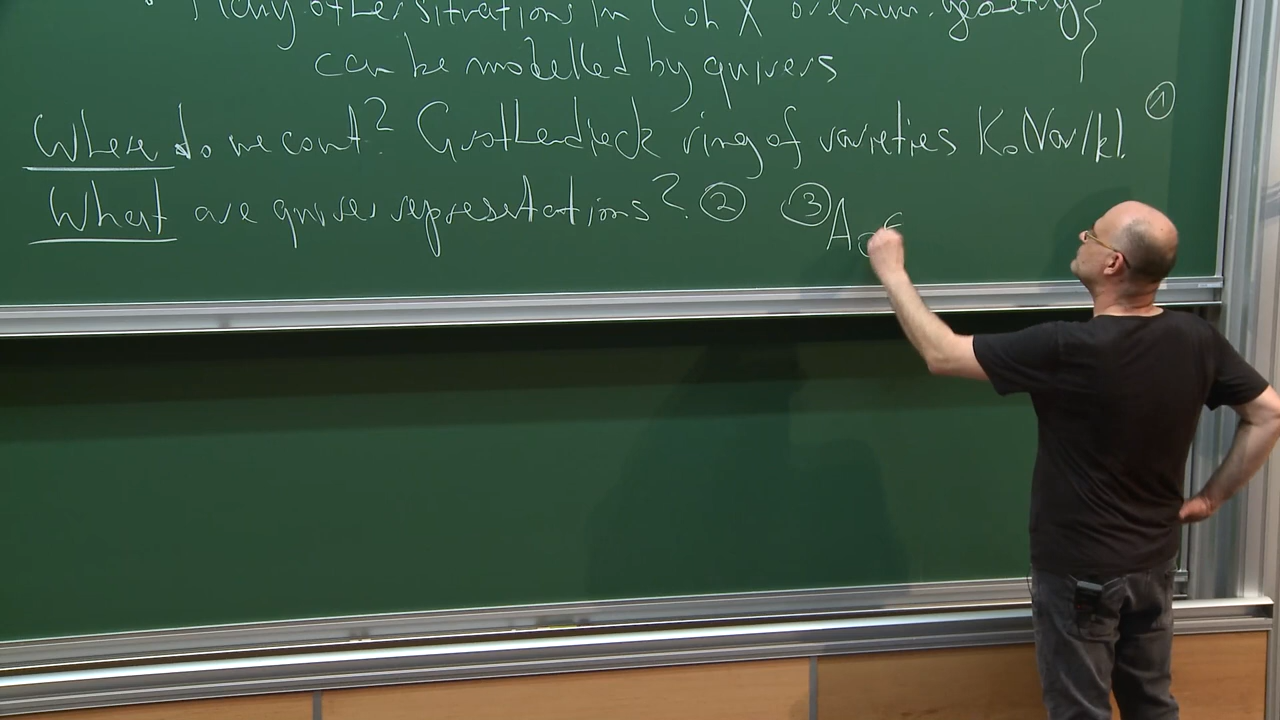 Many other situations in Coh X or enum. geometry
can be modelled by quivers
Where do we count? Grothendieck ring of varieties K₀(Var/k). ①
What are quiver representations? ② ③